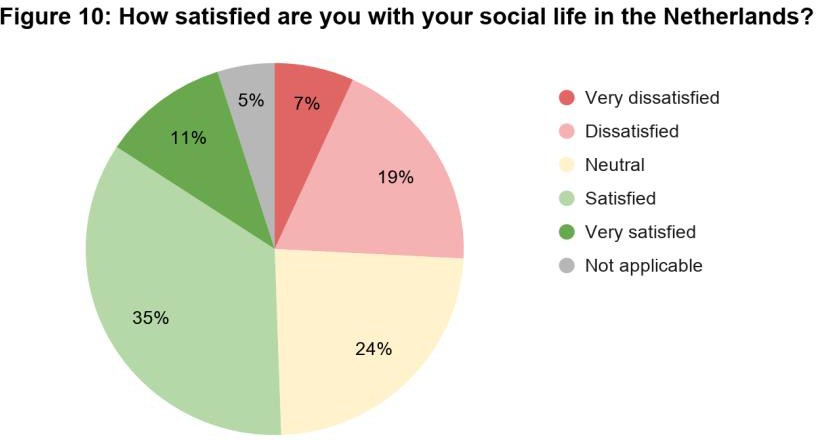 Figure 10: How satisfied are you with your social life in the Netherlands?
5%
7%
11%
19%
35%
24%
Very dissatisfied
Dissatisfied
Neutral
Satisfied
Very satisfied
Not applicable